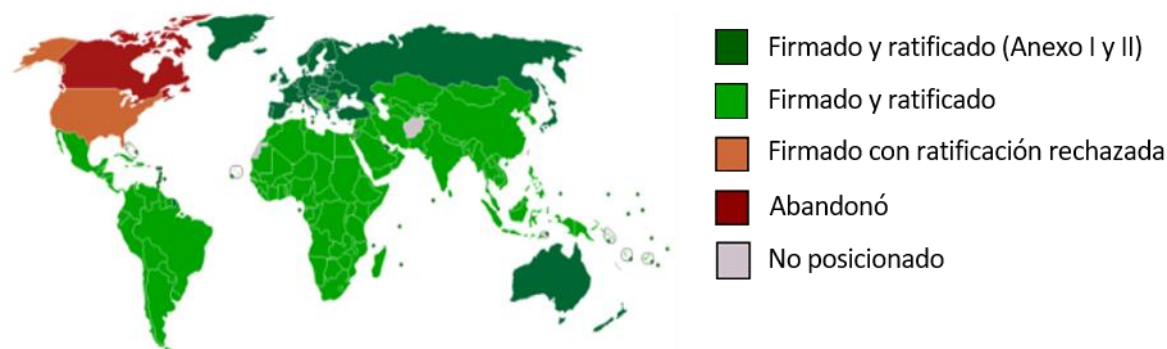 Firmado y ratificado (Anexo I y II)
Firmado y ratificado
Firmado con ratificación rechazada
Abandonó
No posicionado